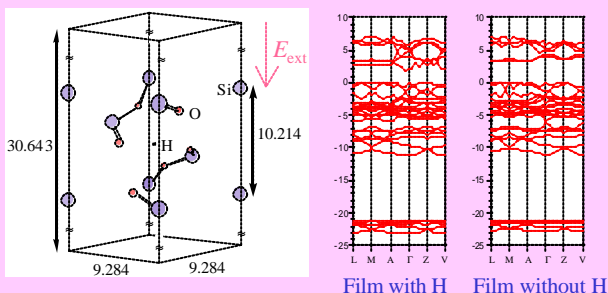 E_ext
Si
O
H
30.643
10.214
9.284 9.284
10 10
5 5
0 0
-5 -5
-10 -10
-15 -15
-20 -20
-25 -25
L M A Γ Z V L M A Γ Z V
Film with H Film without H